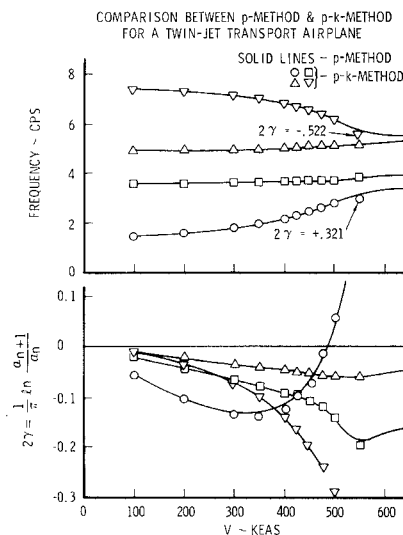 COMPARISON BETWEEN p-METHOD & p-k-METHOD
FOR A TWIN-JET TRANSPORT AIRPLANE
SOLID LINES - p-METHOD
○ □ } - p-k-METHOD
△ ▽
FREQUENCY ~ CPS
8
6
4
2
0
2γ = -.522
2γ = +.321
2γ = 1/π ℓn a_n+1/a_n
0.1
0
-0.1
-0.2
-0.3
0 100 200 300 400 500 600
V ~ KEAS